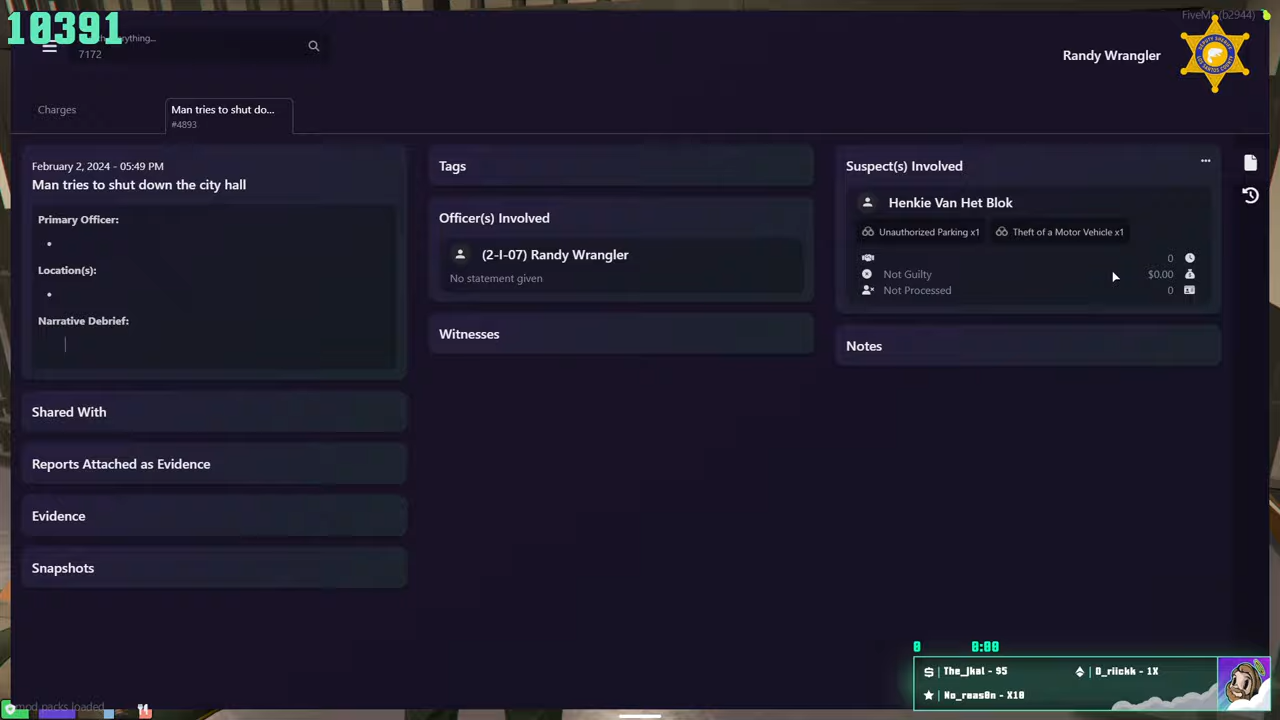 10391
FiveM® (b2944)
7172
Randy Wrangler
Charges
Man tries to shut do...
#4893
February 2, 2024 - 05:49 PM
Man tries to shut down the city hall
Primary Officer:
Location(s):
Narrative Debrief:
Shared With
Reports Attached as Evidence
Evidence
Snapshots
Tags
Officer(s) Involved
(2-I-07) Randy Wrangler
No statement given
Witnesses
Suspect(s) Involved
Henkie Van Het Blok
Unauthorized Parking x1 Theft of a Motor Vehicle x1
0
Not Guilty $0.00
Not Processed 0
Notes
0 0:00
The_jkal - 95 D_riickk - 1X
No_reas0n - X10
packs loaded